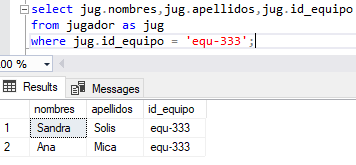 select jug.nombres,jug.apellidos,jug.id_equipo
from jugador as jug
where jug.id_equipo = 'equ-333';
00 %
Results Messages
nombres apellidos id_equipo
1 Sandra Solis equ-333
2 Ana Mica equ-333